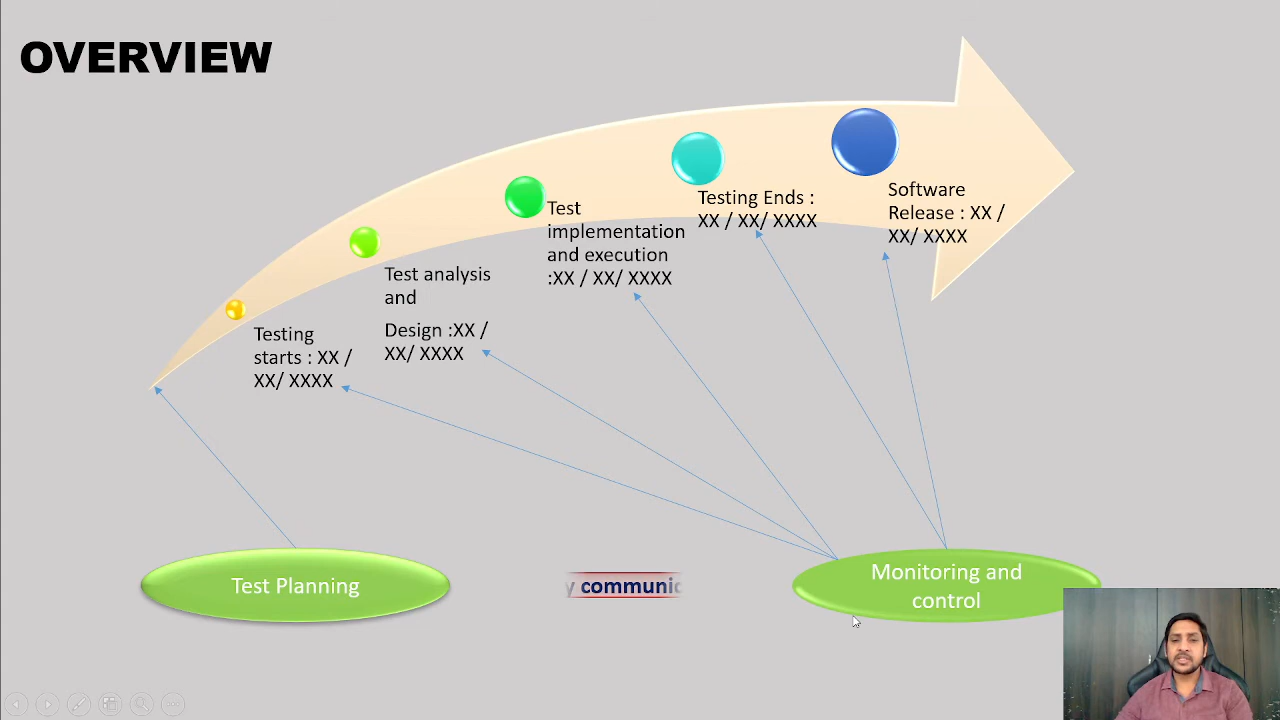 OVERVIEW
Testing
starts : XX /
XX/ XXXX
Test analysis
and
Design :XX /
XX/ XXXX
Test
implementation
and execution
:XX / XX/ XXXX
Testing Ends :
XX / XX/ XXXX
Software
Release : XX /
XX/ XXXX
Test Planning
Monitoring and
control